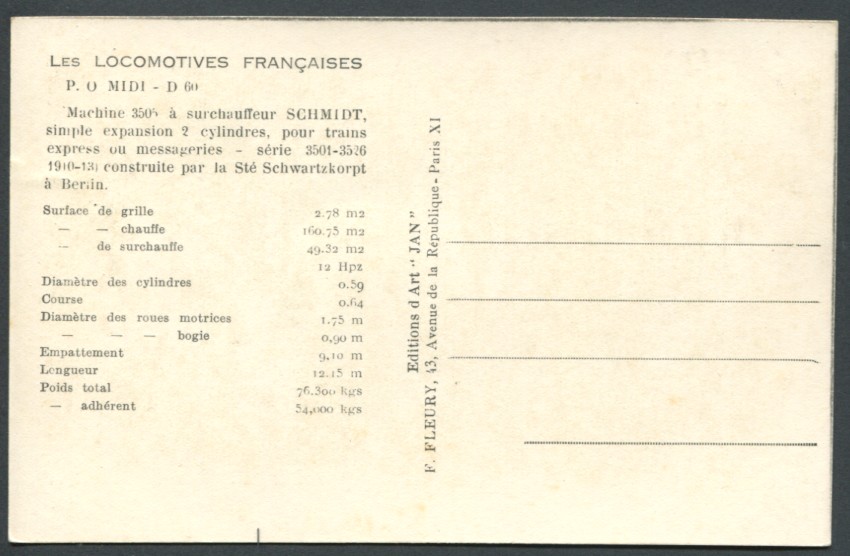 LES LOCOMOTIVES FRANÇAISES
P. O MIDI - D 60
Machine à surchauffeur SCHMIDT,
simple expansion 2 cylindres, pour trains
express ou messageries - série 3501-3526
construite par la Sté Schwartzkorpt
à Berlin.
Surface de grille 2.78 m2
— — chauffe 160.75 m2
— de surchauffe 49.32 m2
12 Hpz
Diamètre des cylindres 0.59
Course 0.64
Diamètre des roues motrices 1.75 m
— — — bogie 0,90 m
Empattement 9,10 m
Longueur 12.15 m
Poids total 76.300 kgs
— adhérent 54,000 kgs
Editions d'Art "JAN"
F. FLEURY, 43, Avenue de la République - Paris XI